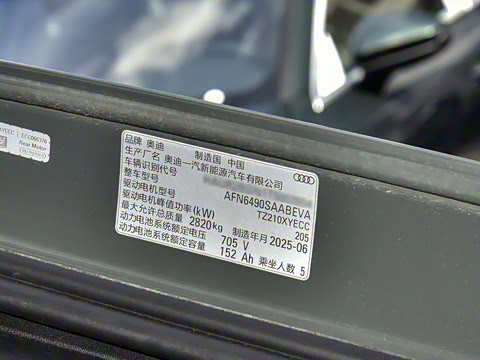 XYECC ECC066376
Rear Motor
品牌 奥迪 制造国 中国
生产厂名 奥迪一汽新能源汽车有限公司
车辆识别代号
整车型号 AFN6490SAABEVA
驱动电机型号 TZ210XYECC
驱动电机峰值功率(kW) 205
最大允许总质量 2820kg 制造年月 2025-06
动力电池系统额定电压 705 V
动力电池系统额定容量 152 Ah 乘坐人数 5